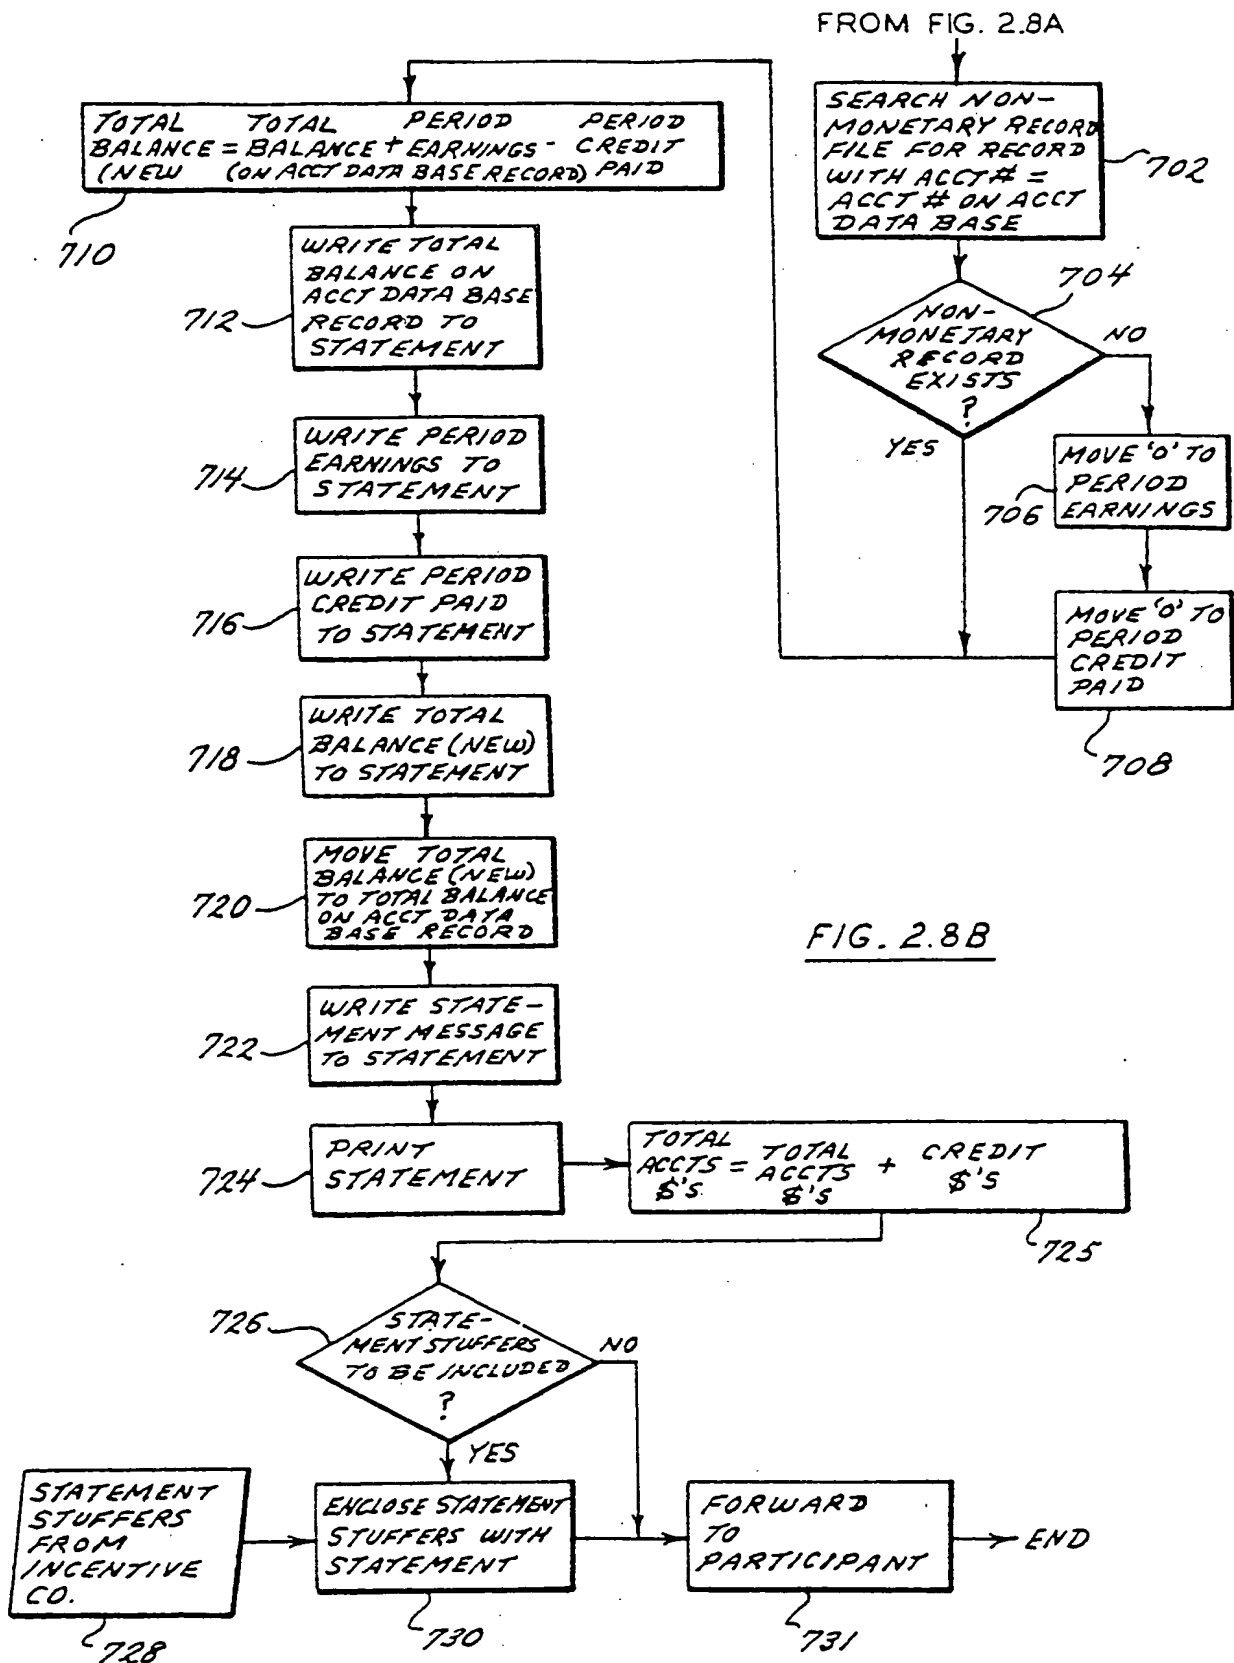 FROM FIG. 2.8A
SEARCH NON-
MONETARY RECORD
FILE FOR RECORD
WITH ACCT # =
ACCT # ON ACCT
DATA BASE
702
NON-
MONETARY
RECORD
EXISTS
?
704
NO
YES
MOVE 'O' TO
PERIOD
EARNINGS
706
MOVE 'O' TO
PERIOD
CREDIT
PAID
708
TOTAL TOTAL PERIOD PERIOD
BALANCE = BALANCE + EARNINGS - CREDIT
(NEW (ON ACCT DATA BASE RECORD) PAID
710
WRITE TOTAL
BALANCE ON
ACCT DATA BASE
RECORD TO
STATEMENT
712
WRITE PERIOD
EARNINGS TO
STATEMENT
714
WRITE PERIOD
CREDIT PAID
TO STATEMENT
716
WRITE TOTAL
BALANCE (NEW)
TO STATEMENT
718
MOVE TOTAL
BALANCE (NEW)
TO TOTAL BALANCE
ON ACCT DATA
BASE RECORD
720
FIG. 2.8B
WRITE STATE-
MENT MESSAGE
TO STATEMENT
722
PRINT
STATEMENT
724
TOTAL
ACCTS
$'S
=
TOTAL
ACCTS
$'S
+
CREDIT
$'S
725
STATE-
MENT STUFFERS
TO BE INCLUDED
?
726
NO
YES
STATEMENT
STUFFERS
FROM
INCENTIVE
CO.
728
ENCLOSE STATEMENT
STUFFERS WITH
STATEMENT
730
FORWARD
TO
PARTICIPANT
731
END